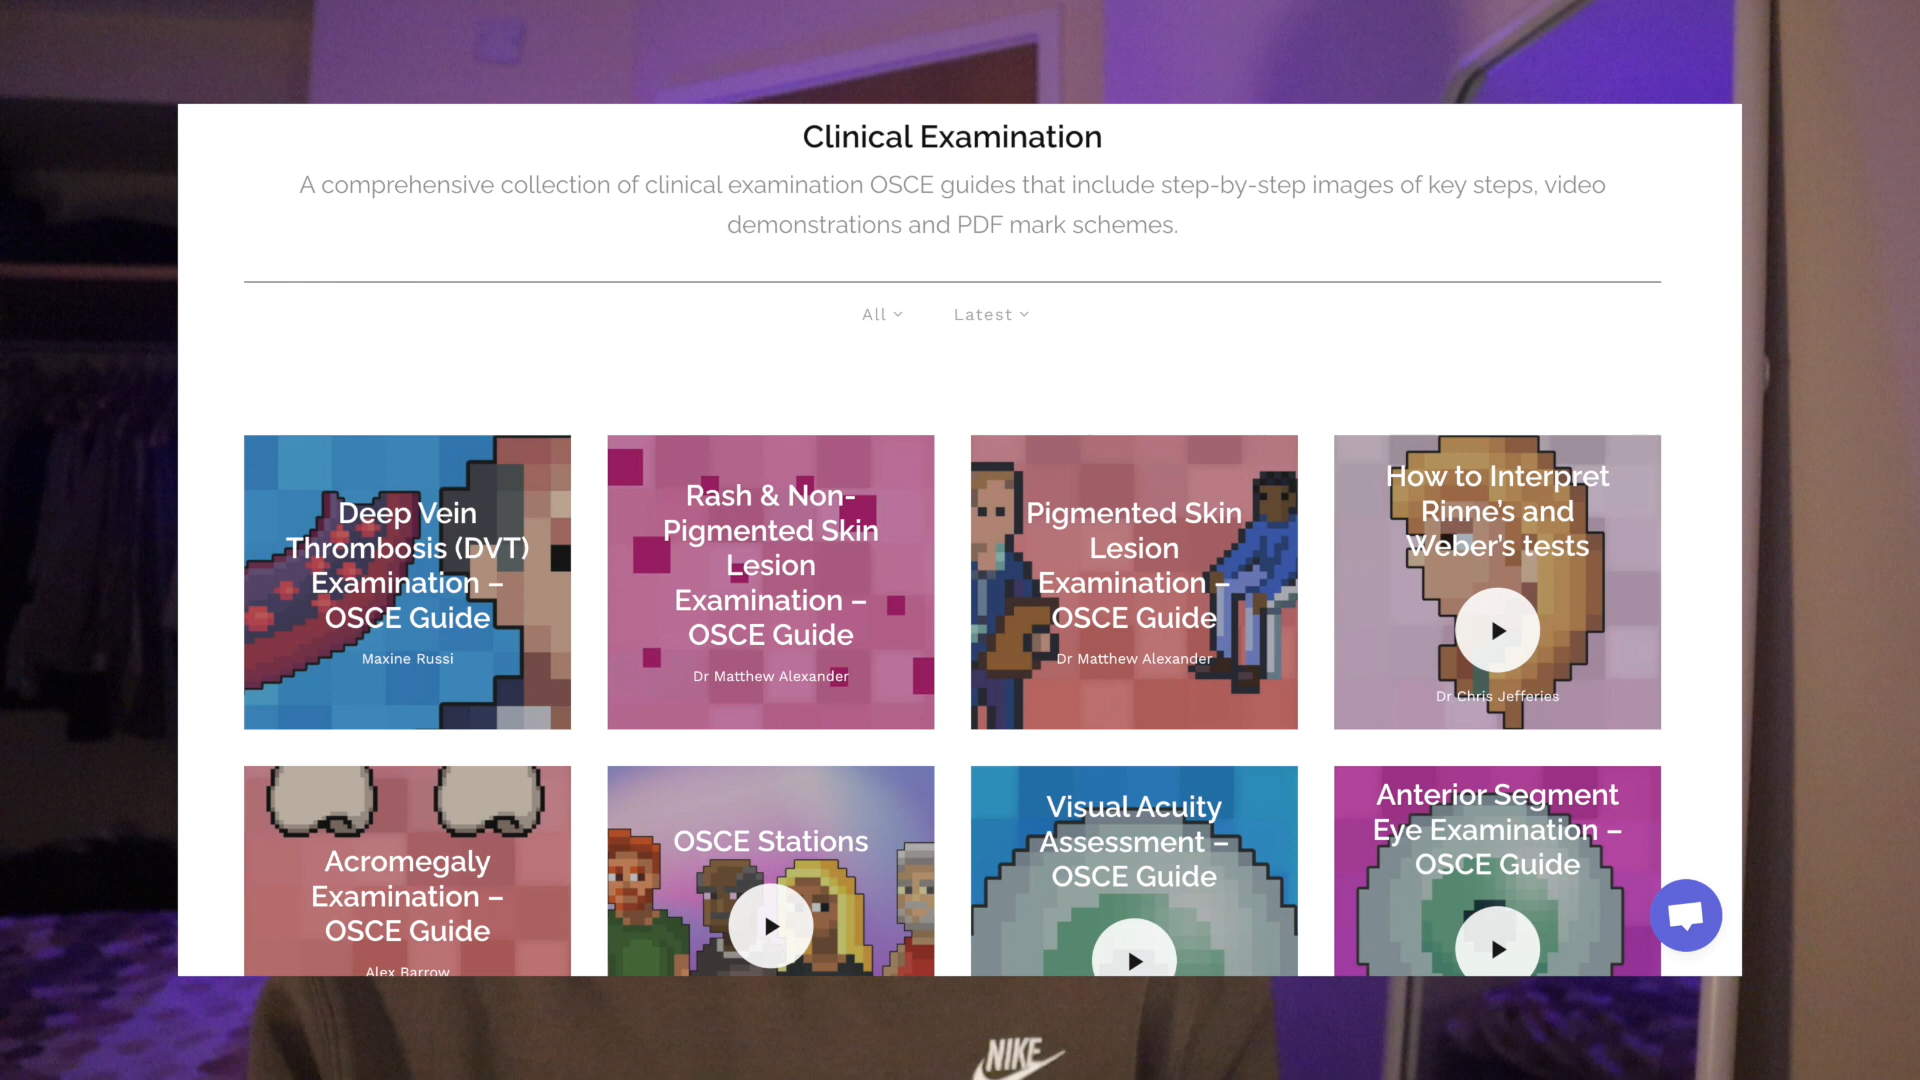 Clinical Examination
A comprehensive collection of clinical examination OSCE guides that include step-by-step images of key steps, video
demonstrations and PDF mark schemes.
All
Latest
Deep Vein
Thrombosis (DVT)
Examination –
OSCE Guide
Maxine Russi
Rash & Non-
Pigmented Skin
Lesion
Examination –
OSCE Guide
Dr Matthew Alexander
Pigmented Skin
Lesion
Examination –
OSCE Guide
Dr Matthew Alexander
How to Interpret
Rinne’s and
Weber’s tests
Dr Chris Jefferies
Acromegaly
Examination –
OSCE Guide
Alex Barrow
OSCE Stations
Visual Acuity
Assessment –
OSCE Guide
Anterior Segment
Eye Examination –
OSCE Guide
NIKE